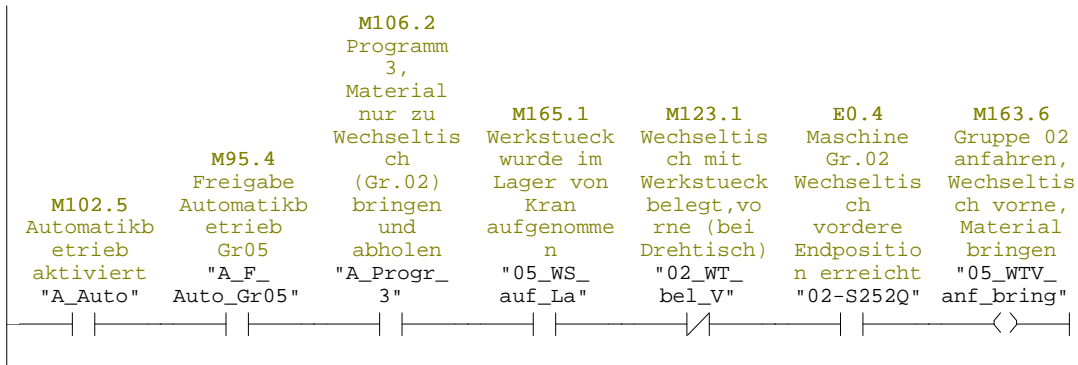 M106.2
Programm
3,
Material
nur zu
Wechseltis
ch
(Gr.02)
bringen
und
abholen
"A_Progr_
3"
M102.5
Automatikb
etrieb
aktiviert
"A_Auto"
M95.4
Freigabe
Automatikb
etrieb
Gr05
"A_F_
Auto_Gr05"
M165.1
Werkstueck
wurde im
Lager von
Kran
aufgenomme
n
"05_WS_
auf_La"
M123.1
Wechseltis
ch mit
Werkstueck
belegt,vo
rne (bei
Drehtisch)
"02_WT_
bel_V"
E0.4
Maschine
Gr.02
Wechseltis
ch
vordere
Endpositio
n erreicht
"02-S252Q"
M163.6
Gruppe 02
anfahren,
Wechseltis
ch vorne,
Material
bringen
"05_WTV_
anf_bring"